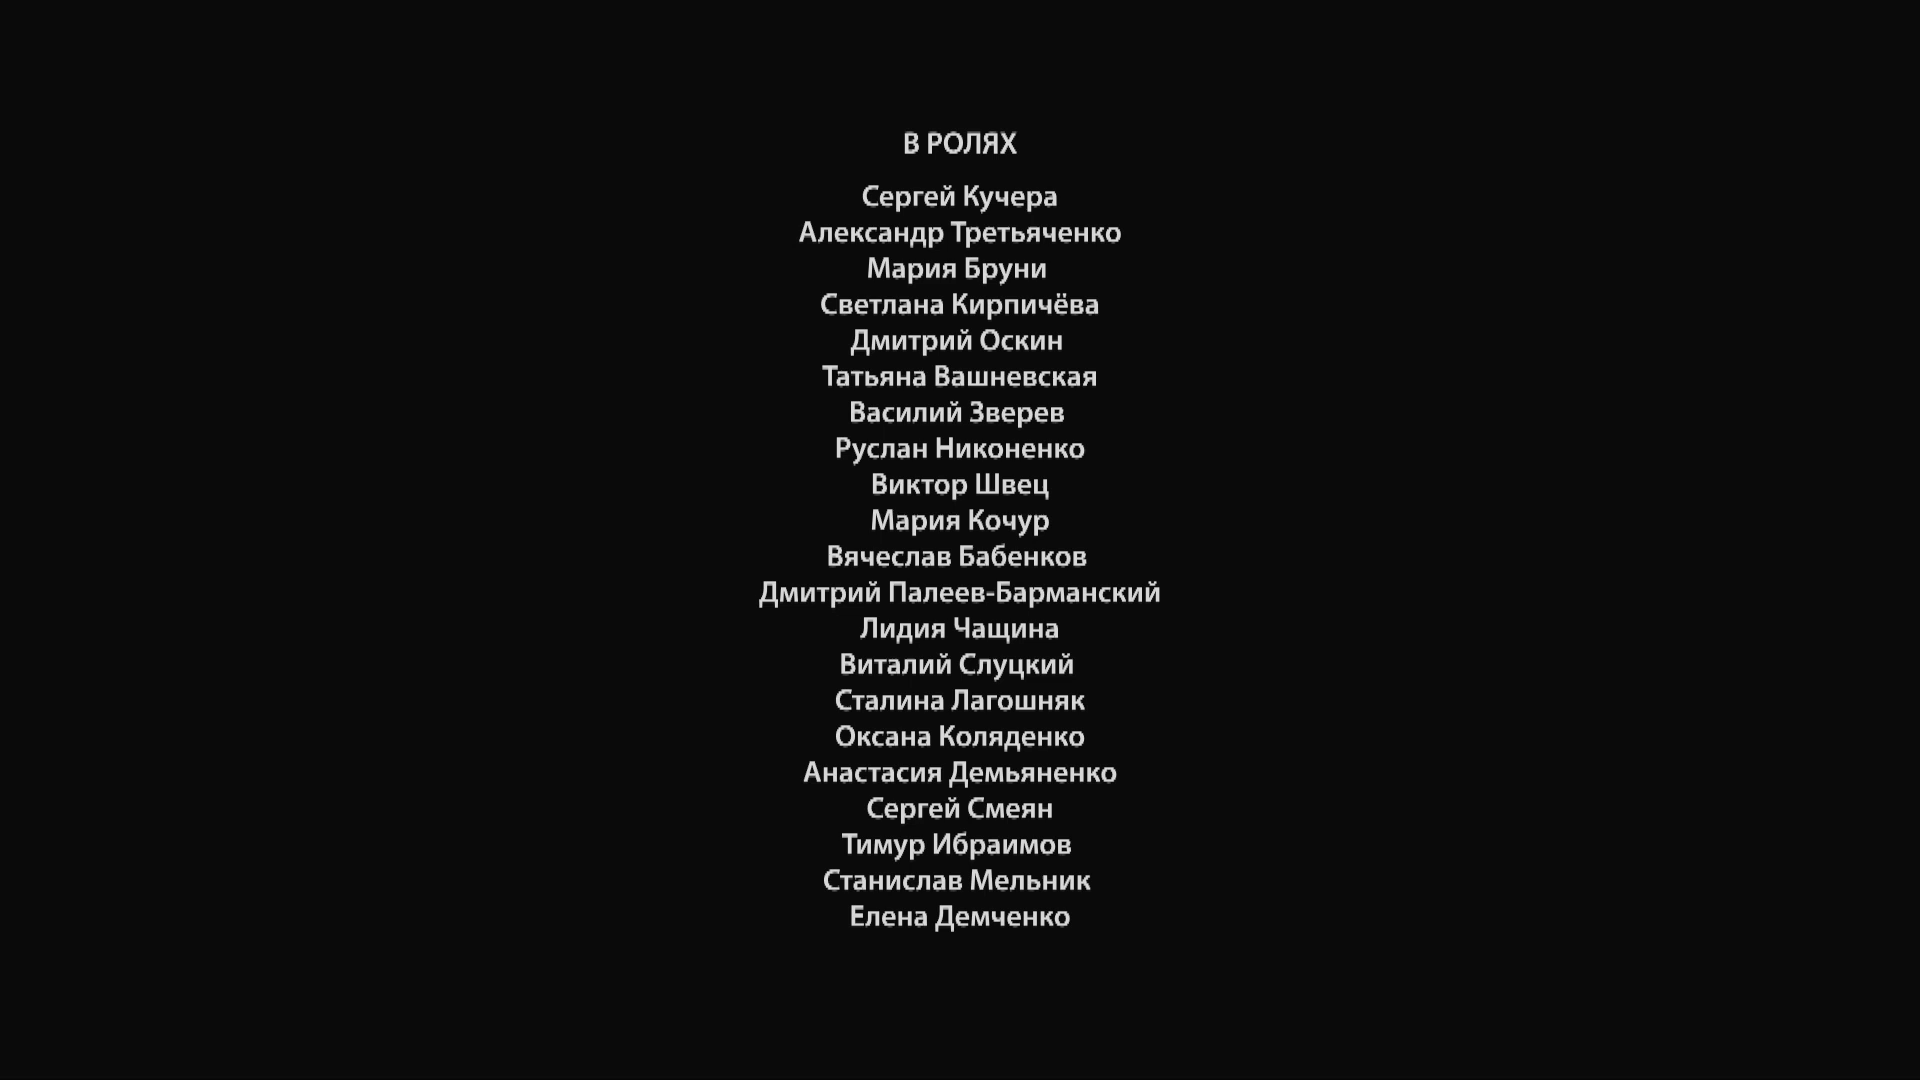 В РОЛЯХ
Сергей Кучера
Александр Третьяченко
Мария Бруни
Светлана Кирпичёва
Дмитрий Оскин
Татьяна Вашневская
Василий Зверев
Руслан Никоненко
Виктор Швец
Мария Кочур
Вячеслав Бабенков
Дмитрий Палеев-Барманский
Лидия Чащина
Виталий Слуцкий
Сталина Лагошняк
Оксана Коляденко
Анастасия Демьяненко
Сергей Смеян
Тимур Ибраимов
Станислав Мельник
Елена Демченко